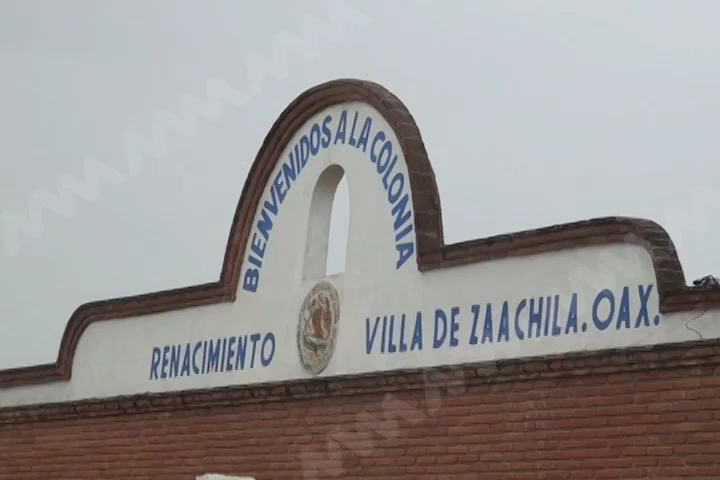 BIENVENIDOS A LA COLONIA
RENACIMIENTO VILLA DE ZAACHILA. OAX.